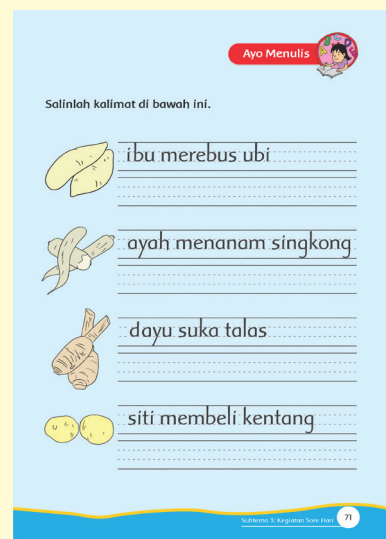 Ayo Menulis
Salinlah kalimat di bawah ini.
ibu merebus ubi
ayah menanam singkong
dayu suka talas
siti membeli kentang
Subtema 3: Kegiatan Sore Hari 71